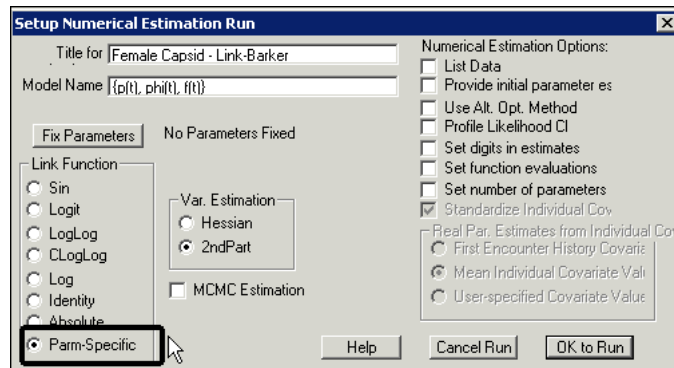 Setup Numerical Estimation Run
Title for Female Capsid - Link-Barker
Model Name {p(t), phi(t), f(t)}
Fix Parameters No Parameters Fixed
Link Function
Sin
Logit
LogLog
CLogLog
Log
Identity
Absolute
Parm-Specific
Var. Estimation
Hessian
2ndPart
MCMC Estimation
Numerical Estimation Options:
List Data
Provide initial parameter es
Use Alt. Opt. Method
Profile Likelihood CI
Set digits in estimates
Set function evaluations
Set number of parameters
Standardize Individual Cov
Real Par. Estimates from Individual Co
First Encounter History Covaria
Mean Individual Covariate Val
User-specified Covariate Value
Help Cancel Run OK to Run